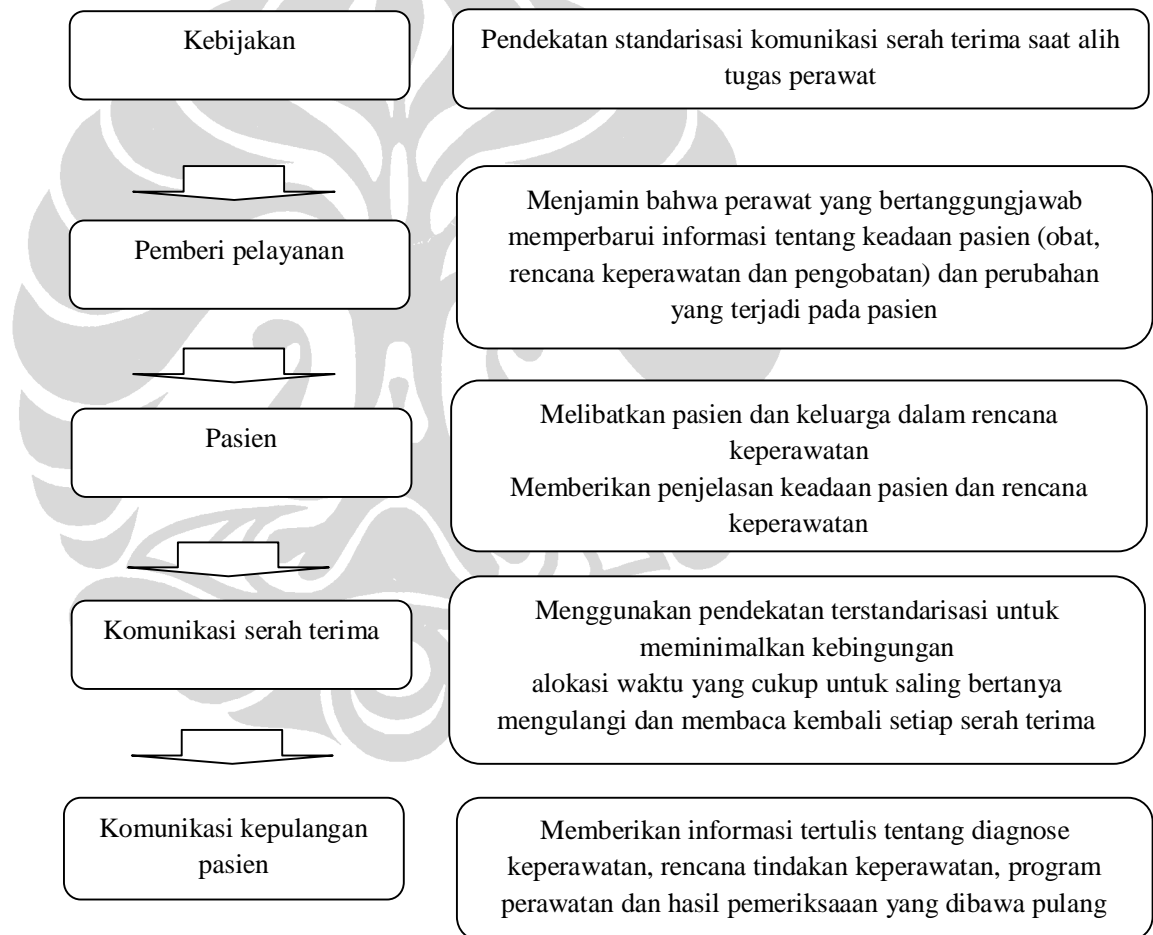 Kebijakan
Pendekatan standarisasi komunikasi serah terima saat alih
tugas perawat
Pemberi pelayanan
Menjamin bahwa perawat yang bertanggungjawab
memperbarui informasi tentang keadaan pasien (obat,
rencana keperawatan dan pengobatan) dan perubahan
yang terjadi pada pasien
Pasien
Melibatkan pasien dan keluarga dalam rencana
keperawatan
Memberikan penjelasan keadaan pasien dan rencana
keperawatan
Komunikasi serah terima
Menggunakan pendekatan terstandarisasi untuk
meminimalkan kebingungan
alokasi waktu yang cukup untuk saling bertanya
mengulangi dan membaca kembali setiap serah terima
Komunikasi kepulangan
pasien
Memberikan informasi tertulis tentang diagnose
keperawatan, rencana tindakan keperawatan, program
perawatan dan hasil pemeriksaaan yang dibawa pulang